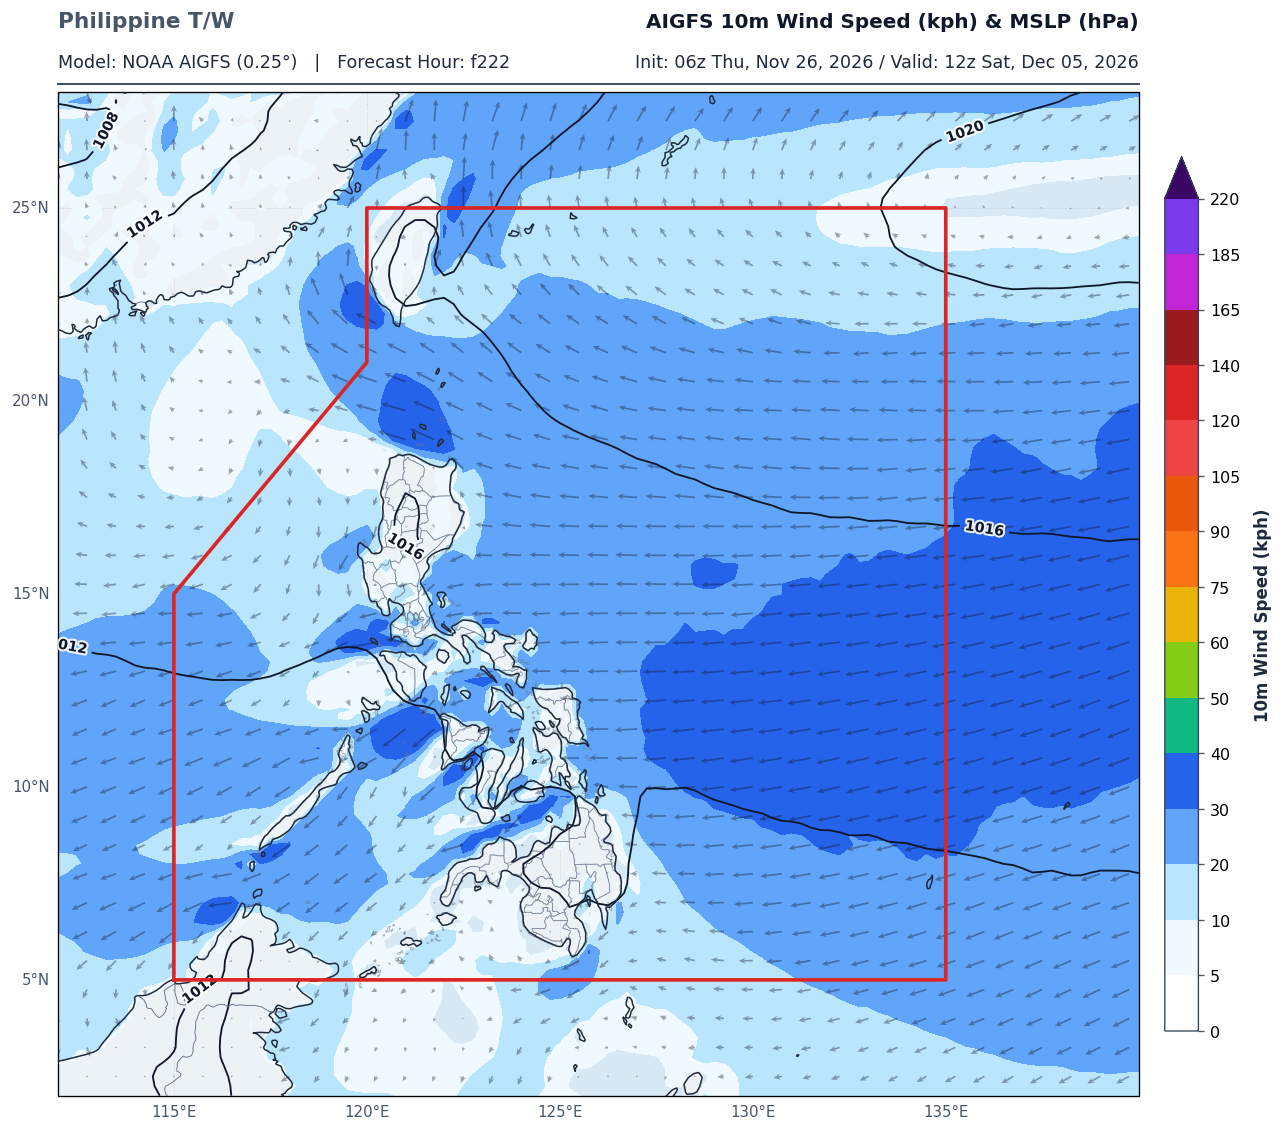 Philippine T/W
AIGFS 10m Wind Speed (kph) & MSLP (hPa)
Model: NOAA AIGFS (0.25°) | Forecast Hour: f222
Init: 06z Thu, Nov 26, 2026 / Valid: 12z Sat, Dec 05, 2026
1008
1020
1012
25°N
20°N
1016
1016
15°N
012
10°N
5°N
1012
115°E
120°E
125°E
130°E
135°E
220
185
165
140
120
105
90
75
60
50
40
30
20
10
5
0
10m Wind Speed (kph)